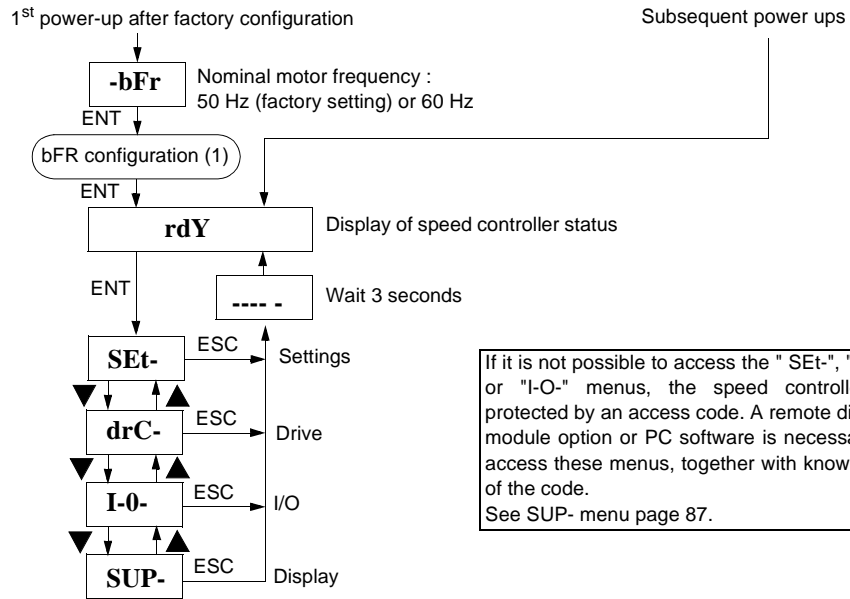 1st power-up after factory configuration
Subsequent power ups
-bFr
Nominal motor frequency :
50 Hz (factory setting) or 60 Hz
ENT
bFR configuration (1)
ENT
rdY
Display of speed controller status
ENT
---- -
Wait 3 seconds
SEt-
ESC
Settings
drC-
ESC
Drive
I-0-
ESC
I/O
SUP-
ESC
Display
If it is not possible to access the " SEt-", "
or "I-O-" menus, the speed
protected by an access code. A remote
module option or PC software is
access these menus, together with
of the code.
See SUP- menu page 87.